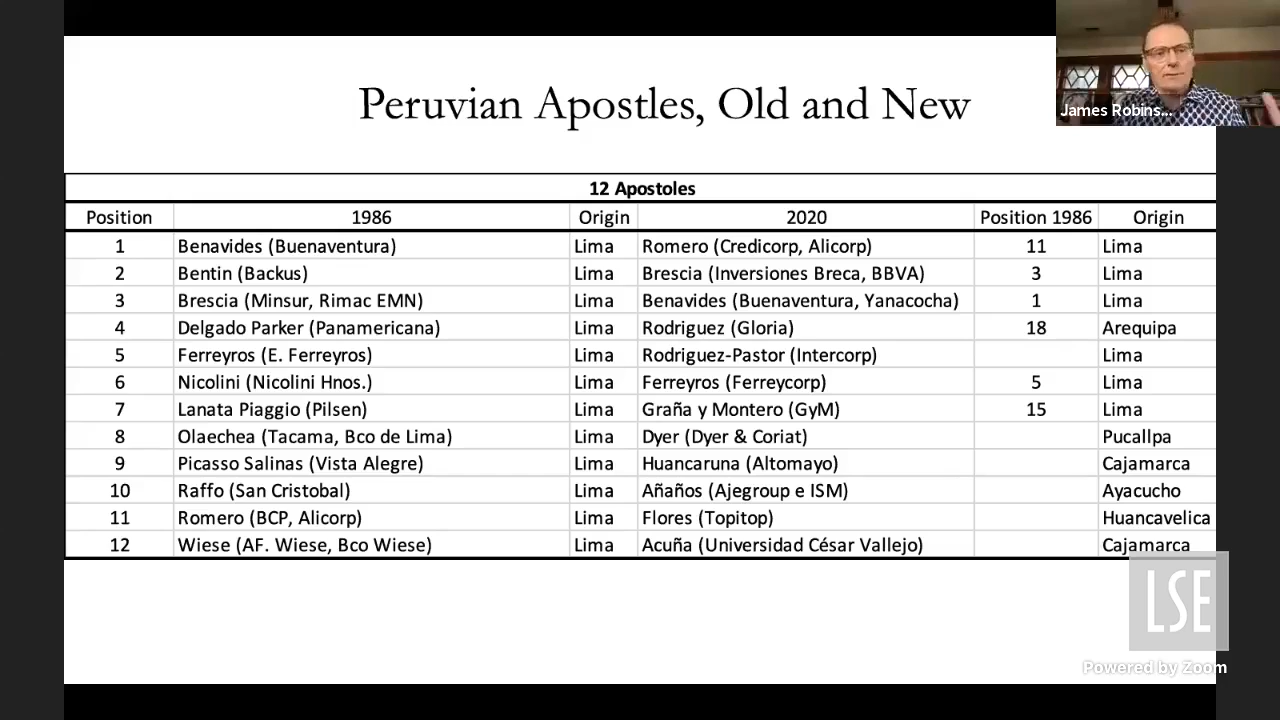 Peruvian Apostles, Old and New
James Robins...
12 Apostoles
Position 1986 Origin 2020 Position 1986 Origin
1 Benavides (Buenaventura) Lima Romero (Credicorp, Alicorp) 11 Lima
2 Bentin (Backus) Lima Brescia (Inversiones Breca, BBVA) 3 Lima
3 Brescia (Minsur, Rimac EMN) Lima Benavides (Buenaventura, Yanacocha) 1 Lima
4 Delgado Parker (Panamericana) Lima Rodriguez (Gloria) 18 Arequipa
5 Ferreyros (E. Ferreyros) Lima Rodriguez-Pastor (Intercorp) Lima
6 Nicolini (Nicolini Hnos.) Lima Ferreyros (Ferreycorp) 5 Lima
7 Lanata Piaggio (Pilsen) Lima Graña y Montero (GyM) 15 Lima
8 Olaechea (Tacama, Bco de Lima) Lima Dyer (Dyer & Coriat) Pucallpa
9 Picasso Salinas (Vista Alegre) Lima Huancaruna (Altomayo) Cajamarca
10 Raffo (San Cristobal) Lima Añaños (Ajegroup e ISM) Ayacucho
11 Romero (BCP, Alicorp) Lima Flores (Topitop) Huancavelica
12 Wiese (AF. Wiese, Bco Wiese) Lima Acuña (Universidad César Vallejo) Cajamarca
LSE
Powered by Zoom